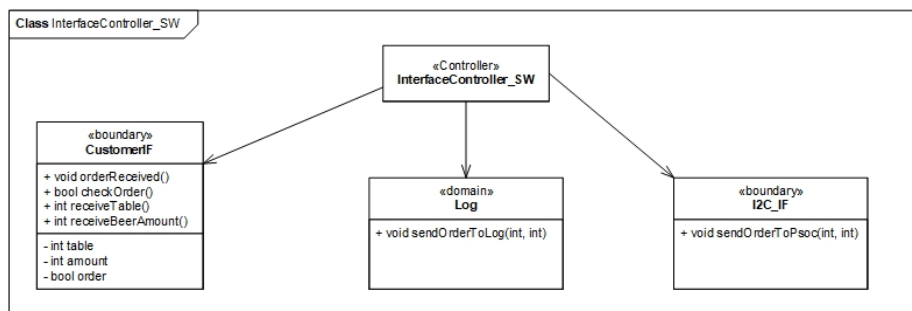 Class InterfaceController_SW
«Controller»
InterfaceController_SW
«boundary»
CustomerIF
+ void orderReceived()
+ bool checkOrder()
+ int receiveTable()
+ int receiveBeerAmount()
- int table
- int amount
- bool order
«domain»
Log
+ void sendOrderToLog(int, int)
«boundary»
I2C_IF
+ void sendOrderToPsoc(int, int)